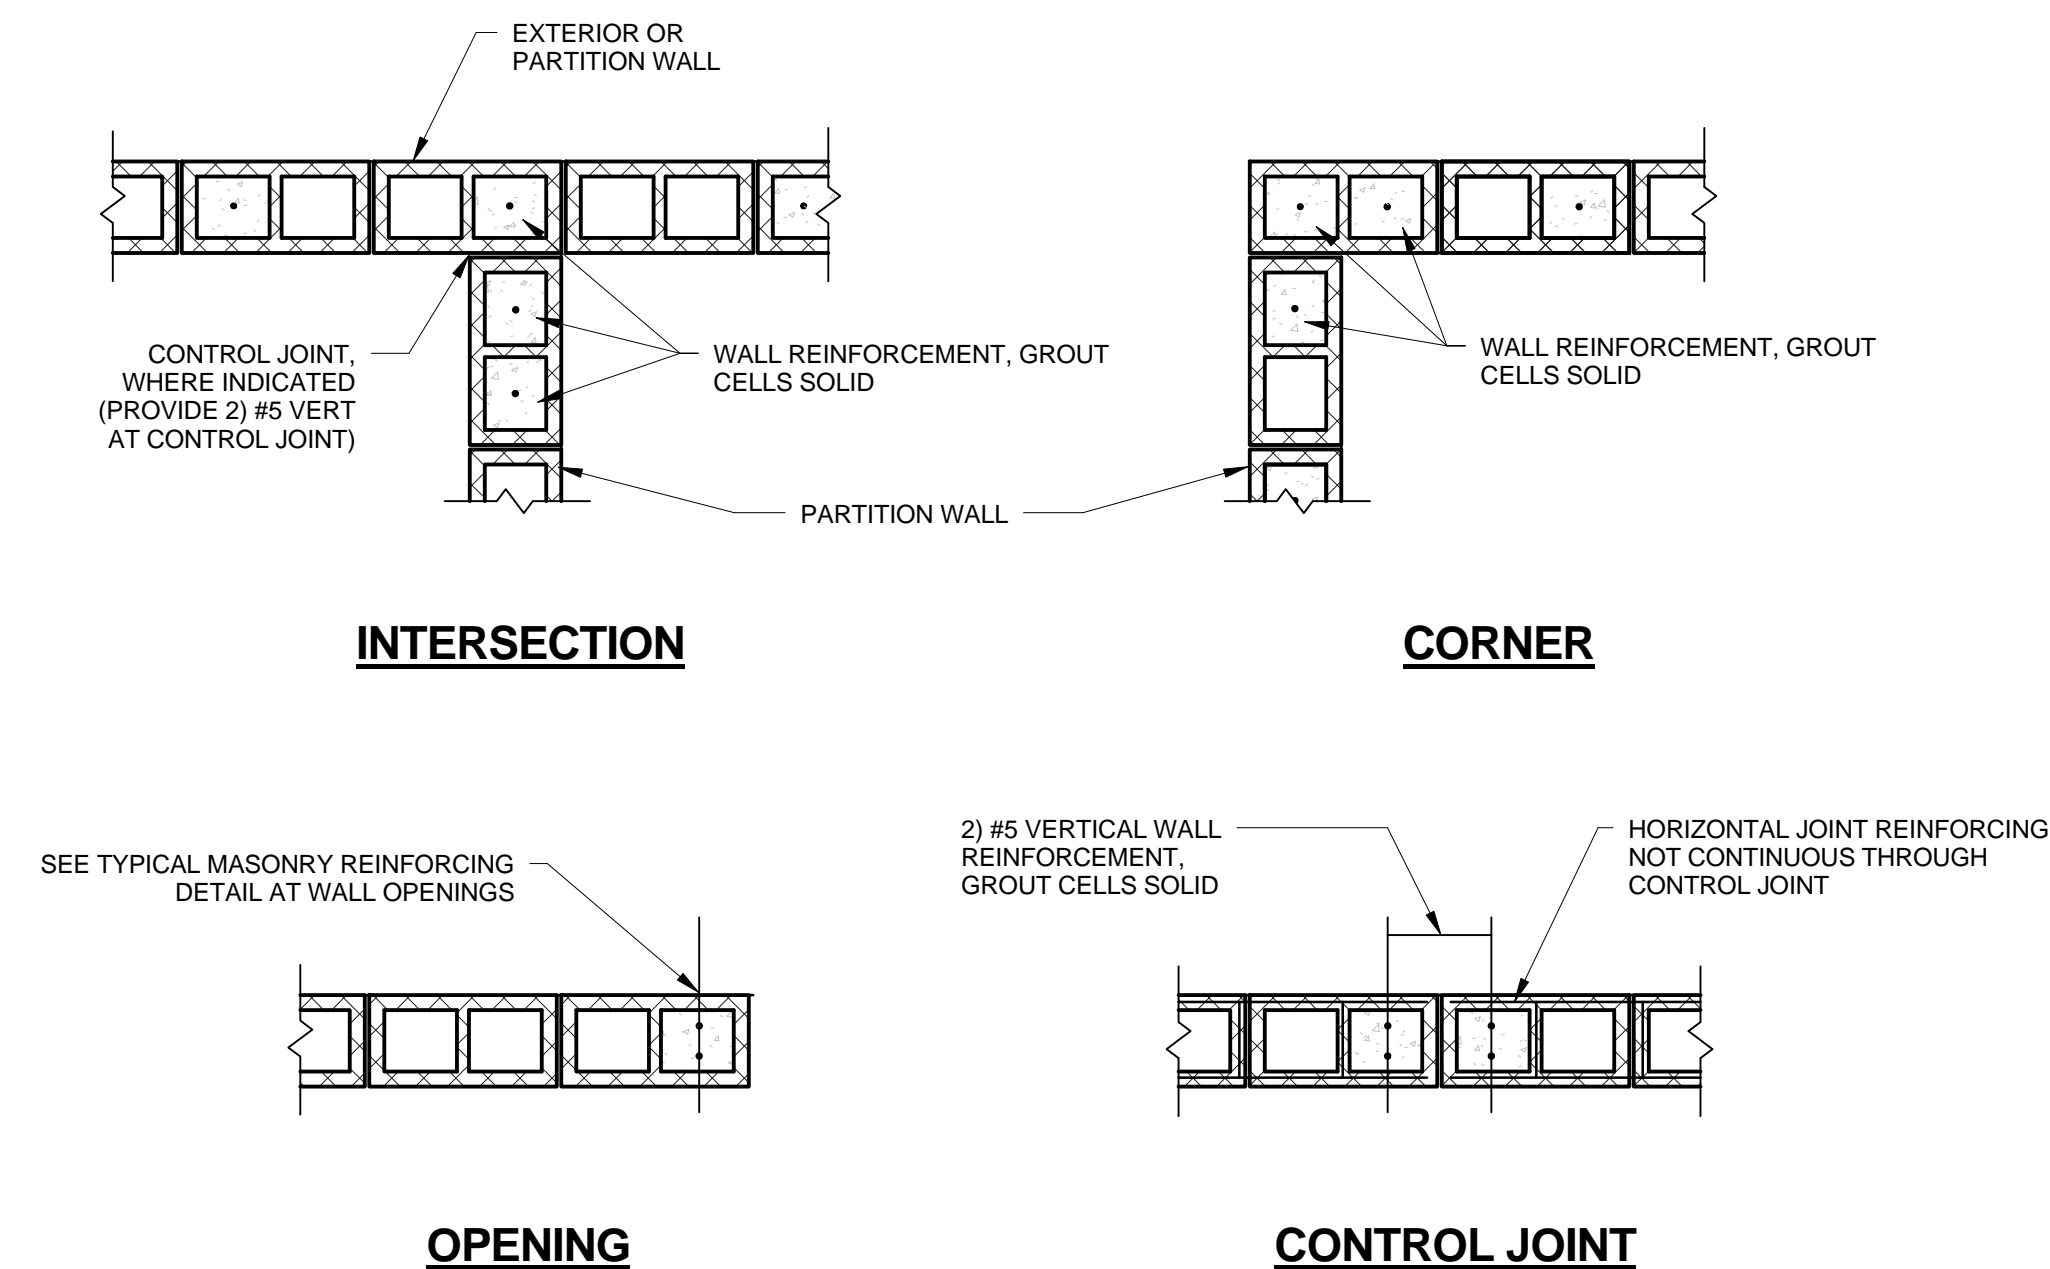 EXTERIOR OR
PARTITION WALL
CONTROL JOINT,
WHERE INDICATED
(PROVIDE 2) #5 VERT
AT CONTROL JOINT)
WALL REINFORCEMENT, GROUT
CELLS SOLID
WALL REINFORCEMENT, GROUT
CELLS SOLID
PARTITION WALL
INTERSECTION
CORNER
SEE TYPICAL MASONRY REINFORCING
DETAIL AT WALL OPENINGS
2) #5 VERTICAL WALL
REINFORCEMENT,
GROUT CELLS SOLID
HORIZONTAL JOINT REINFORCING
NOT CONTINUOUS THROUGH
CONTROL JOINT
OPENING
CONTROL JOINT